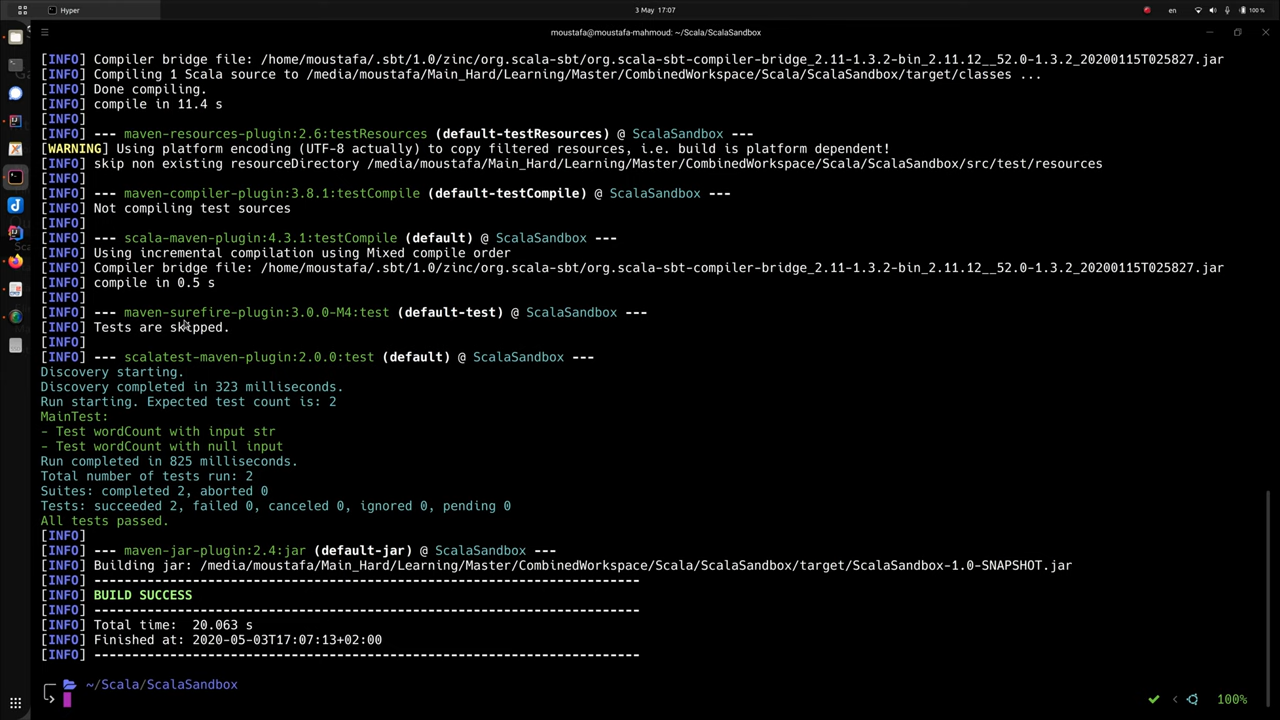 Hyper
3 May 17:07
en
100 %
moustafa@moustafa-mahmoud: ~/Scala/ScalaSandbox
[INFO] Compiler bridge file: /home/moustafa/.sbt/1.0/zinc/org.scala-sbt/org.scala-sbt-compiler-bridge_2.11-1.3.2-bin_2.11.12__52.0-1.3.2_20200115T025827.jar
[INFO] Compiling 1 Scala source to /media/moustafa/Main_Hard/Learning/Master/CombinedWorkspace/Scala/ScalaSandbox/target/classes ...
[INFO] Done compiling.
[INFO] compile in 11.4 s
[INFO]
[INFO] --- maven-resources-plugin:2.6:testResources (default-testResources) @ ScalaSandbox ---
[WARNING] Using platform encoding (UTF-8 actually) to copy filtered resources, i.e. build is platform dependent!
[INFO] skip non existing resourceDirectory /media/moustafa/Main_Hard/Learning/Master/CombinedWorkspace/Scala/ScalaSandbox/src/test/resources
[INFO]
[INFO] --- maven-compiler-plugin:3.8.1:testCompile (default-testCompile) @ ScalaSandbox ---
[INFO] Not compiling test sources
[INFO]
[INFO] --- scala-maven-plugin:4.3.1:testCompile (default) @ ScalaSandbox ---
[INFO] Using incremental compilation using Mixed compile order
[INFO] Compiler bridge file: /home/moustafa/.sbt/1.0/zinc/org.scala-sbt/org.scala-sbt-compiler-bridge_2.11-1.3.2-bin_2.11.12__52.0-1.3.2_20200115T025827.jar
[INFO] compile in 0.5 s
[INFO]
[INFO] --- maven-surefire-plugin:3.0.0-M4:test (default-test) @ ScalaSandbox ---
[INFO] Tests are skipped.
[INFO]
[INFO] --- scalatest-maven-plugin:2.0.0:test (default) @ ScalaSandbox ---
Discovery starting.
Discovery completed in 323 milliseconds.
Run starting. Expected test count is: 2
MainTest:
- Test wordCount with input str
- Test wordCount with null input
Run completed in 825 milliseconds.
Total number of tests run: 2
Suites: completed 2, aborted 0
Tests: succeeded 2, failed 0, canceled 0, ignored 0, pending 0
All tests passed.
[INFO]
[INFO] --- maven-jar-plugin:2.4:jar (default-jar) @ ScalaSandbox ---
[INFO] Building jar: /media/moustafa/Main_Hard/Learning/Master/CombinedWorkspace/Scala/ScalaSandbox/target/ScalaSandbox-1.0-SNAPSHOT.jar
[INFO] ------------------------------------------------------------------------
[INFO] BUILD SUCCESS
[INFO] ------------------------------------------------------------------------
[INFO] Total time:  20.063 s
[INFO] Finished at: 2020-05-03T17:07:13+02:00
[INFO] ------------------------------------------------------------------------
~/Scala/ScalaSandbox
100%